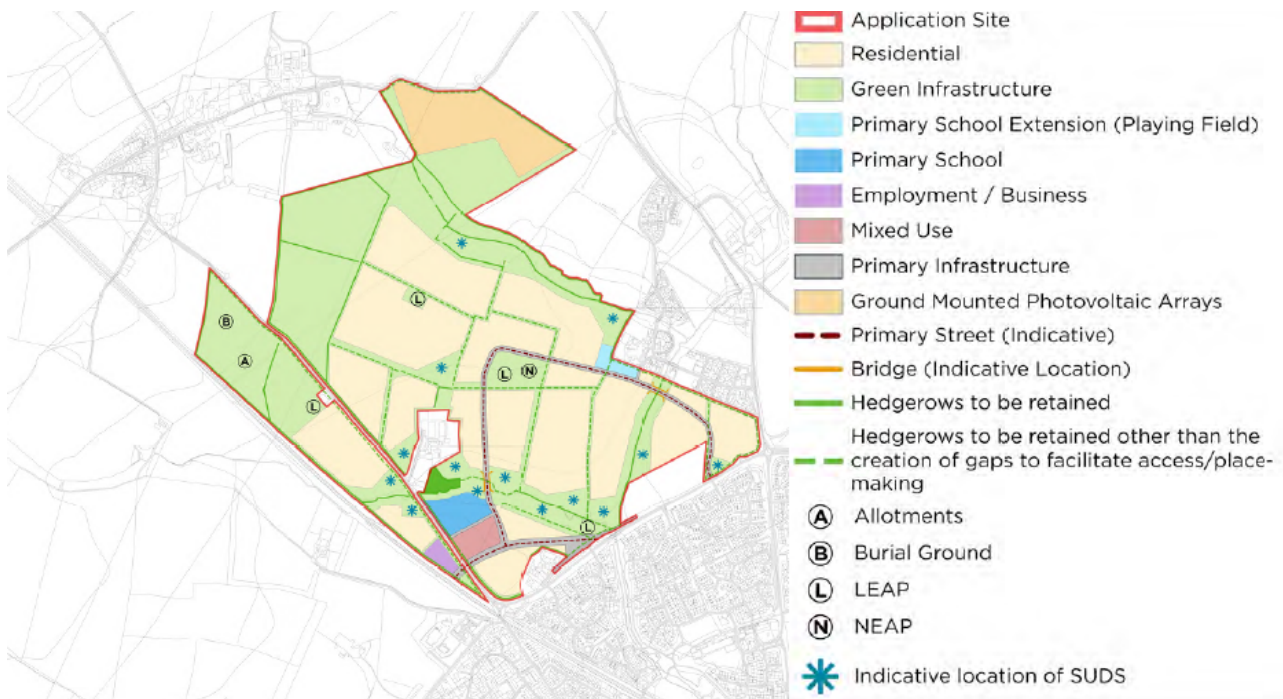 Application Site
Residential
Green Infrastructure
Primary School Extension (Playing Field)
Primary School
Employment / Business
Mixed Use
Primary Infrastructure
Ground Mounted Photovoltaic Arrays
Primary Street (Indicative)
Bridge (Indicative Location)
Hedgerows to be retained
Hedgerows to be retained other than the
creation of gaps to facilitate access/place-
making
A Allotments
B Burial Ground
L LEAP
N NEAP
Indicative location of SUDS
L
B
L N
A
L
L